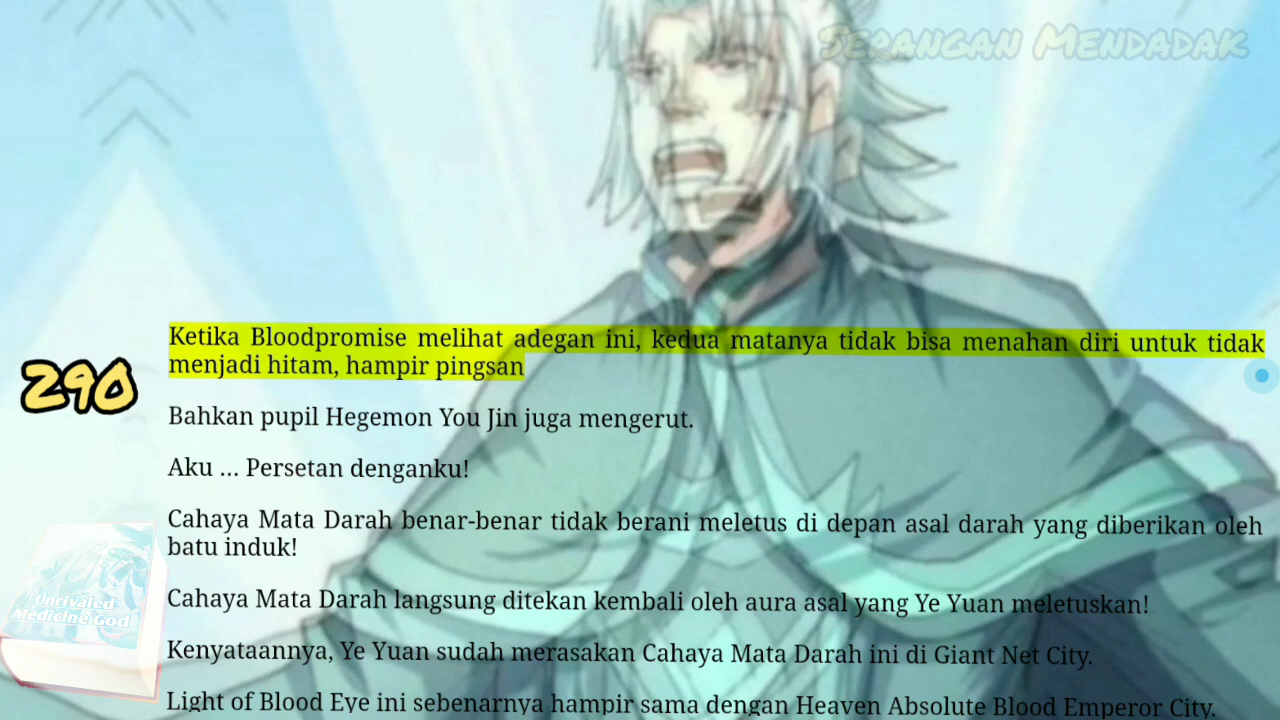 Serangan Mendadak
Ketika Bloodpromise melihat adegan ini, kedua matanya tidak bisa menahan diri untuk tidak
menjadi hitam, hampir pingsan
290
Bahkan pupil Hegemon You Jin juga mengerut.
Aku ... Persetan denganku!
Cahaya Mata Darah benar-benar tidak berani meletus di depan asal darah yang diberikan oleh
batu induk!
Cahaya Mata Darah langsung ditekan kembali oleh aura asal yang Ye Yuan meletuskan!
Unrivaled
Medicine God
Kenyataannya, Ye Yuan sudah merasakan Cahaya Mata Darah ini di Giant Net City.
Light of Blood Eye ini sebenarnya hampir sama dengan Heaven Absolute Blood Emperor City.